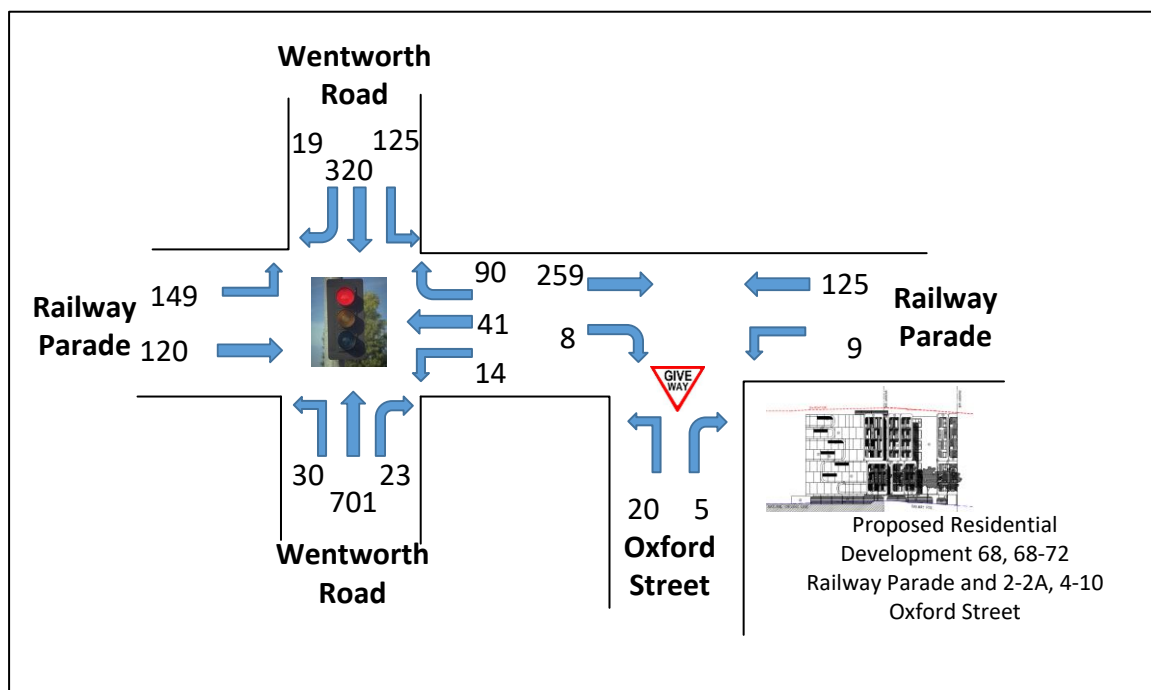 Wentworth
Road
19
125
320
149
120
Railway
Parade
90
41
14
259
8
125
9
Railway
Parade
GIVE
WAY
30
23
701
Wentworth
Road
20
5
Oxford
Street
Proposed Residential
Development 68, 68-72
Railway Parade and 2-2A, 4-10
Oxford Street